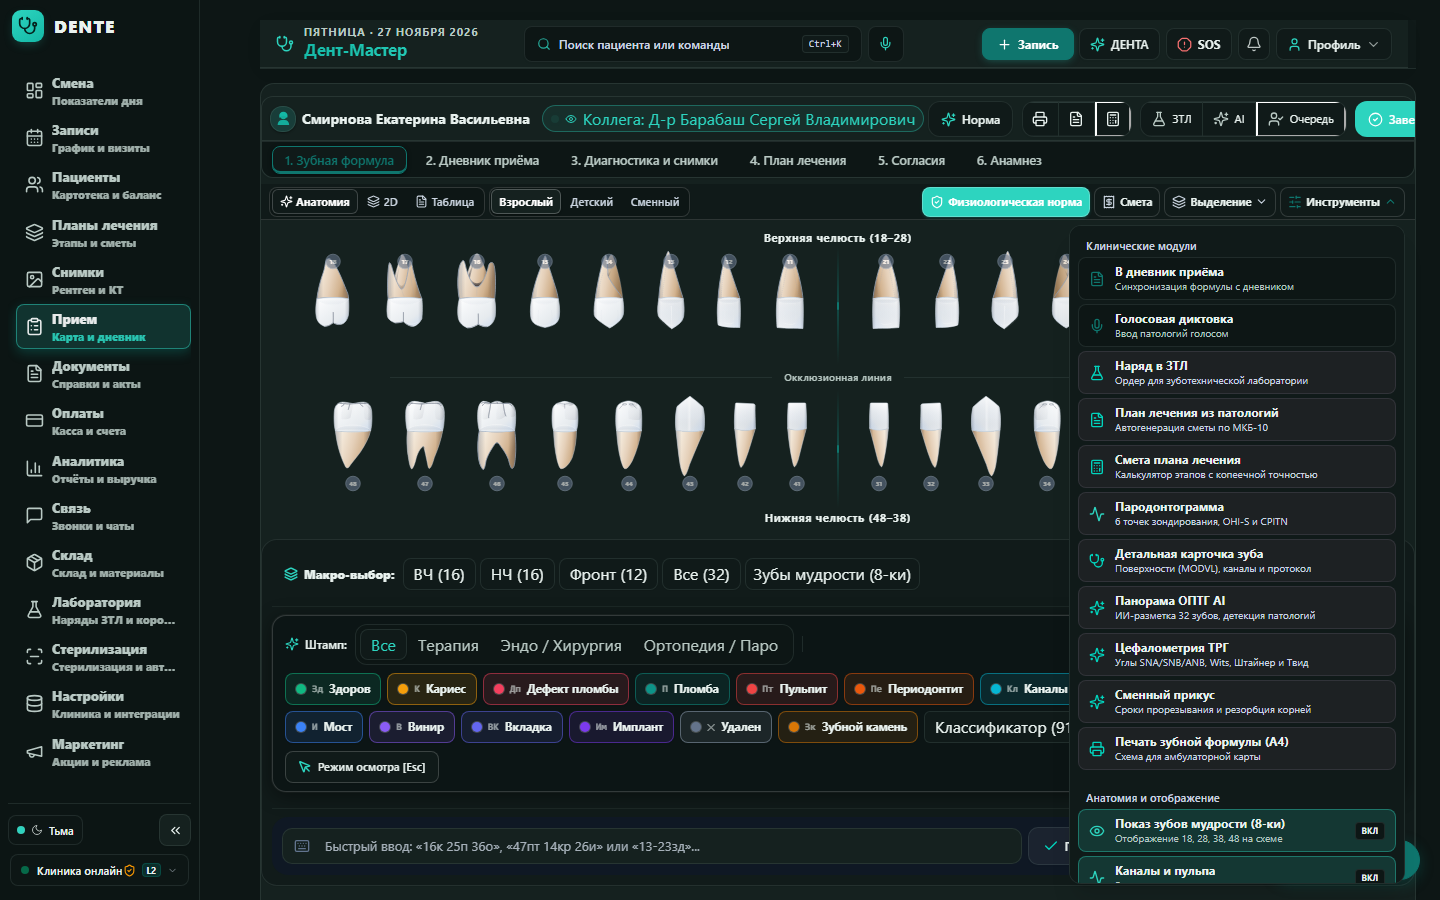 DENTE
Смена
Показатели дня
Записи
График и визиты
Пациенты
Картотека и баланс
Планы лечения
Этапы и сметы
Снимки
Рентген и КТ
Прием
Карта и дневник
Документы
Справки и акты
Оплаты
Касса и счета
Аналитика
Отчёты и выручка
Связь
Звонки и чаты
Склад
Склад и материалы
Лаборатория
Наряды ЗТЛ и коро...
Стерилизация
Стерилизация и авт...
Настройки
Клиника и интеграции
Маркетинг
Акции и реклама
Тьма
Клиника онлайн L2
ПЯТНИЦА · 27 НОЯБРЯ 2026
Дент-Мастер
Поиск пациента или команды Ctrl+K
Запись
ДЕНТА
SOS
Профиль
Смирнова Екатерина Васильевна
Коллега: Д-р Барабаш Сергей Владимирович
Норма
ЗТЛ
AI
Очередь
Заве
1. Зубная формула
2. Дневник приёма
3. Диагностика и снимки
4. План лечения
5. Согласия
6. Анамнез
Анатомия
2D
Таблица
Взрослый
Детский
Сменный
Физиологическая норма
Смета
Выделение
Инструменты
Верхняя челюсть (18–28)
Окклюзионная линия
48 47 46 45 44 43 42 41 31 32 33 34
Нижняя челюсть (48–38)
Макро-выбор:
ВЧ (16)
НЧ (16)
Фронт (12)
Все (32)
Зубы мудрости (8-ки)
Штамп:
Все
Терапия
Эндо / Хирургия
Ортопедия / Паро
Зд Здоров
К Кариес
Дп Дефект пломбы
П Пломба
Пт Пульпит
Пе Периодонтит
Кл Каналы
И Мост
В Винир
ВК Вкладка
Им Имплант
Удален
Зк Зубной камень
Классификатор (91
Режим осмотра [Esc]
Быстрый ввод: «16к 25п 36о», «47пт 14кр 26и» или «13-23зд»...
Клинические модули
В дневник приёма
Синхронизация формулы с дневником
Голосовая диктовка
Ввод патологий голосом
Наряд в ЗТЛ
Ордер для зуботехнической лаборатории
План лечения из патологий
Автогенерация сметы по МКБ-10
Смета плана лечения
Калькулятор этапов с копеечной точностью
Пародонтограмма
6 точек зондирования, OHI-S и CPITN
Детальная карточка зуба
Поверхности (MODVL), каналы и протокол
Панорама ОПТГ AI
ИИ-разметка 32 зубов, детекция патологий
Цефалометрия ТРГ
Углы SNA/SNB/ANB, Wits, Штайнер и Твид
Сменный прикус
Сроки прорезывания и резорбция корней
Печать зубной формулы (А4)
Схема для амбулаторной карты
Анатомия и отображение
Показ зубов мудрости (8-ки)
Отображение 18, 28, 38, 48 на схеме
ВКЛ
Каналы и пульпа
ВКЛ